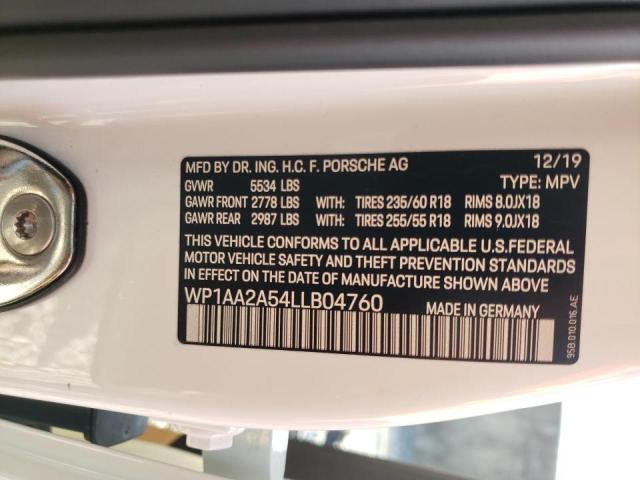 MFD BY DR. ING. H.C. F. PORSCHE AG 12/19
GVWR 5534 LBS TYPE: MPV
GAWR FRONT 2778 LBS WITH: TIRES 235/60 R18 RIMS 8.0JX18
GAWR REAR 2987 LBS WITH: TIRES 255/55 R18 RIMS 9.0JX18
THIS VEHICLE CONFORMS TO ALL APPLICABLE U.S.FEDERAL
MOTOR VEHICLE SAFETY AND THEFT PREVENTION STANDARDS
IN EFFECT ON THE DATE OF MANUFACTURE SHOWN ABOVE
WP1AA2A54LLB04760 MADE IN GERMANY
95B.010.016.AE